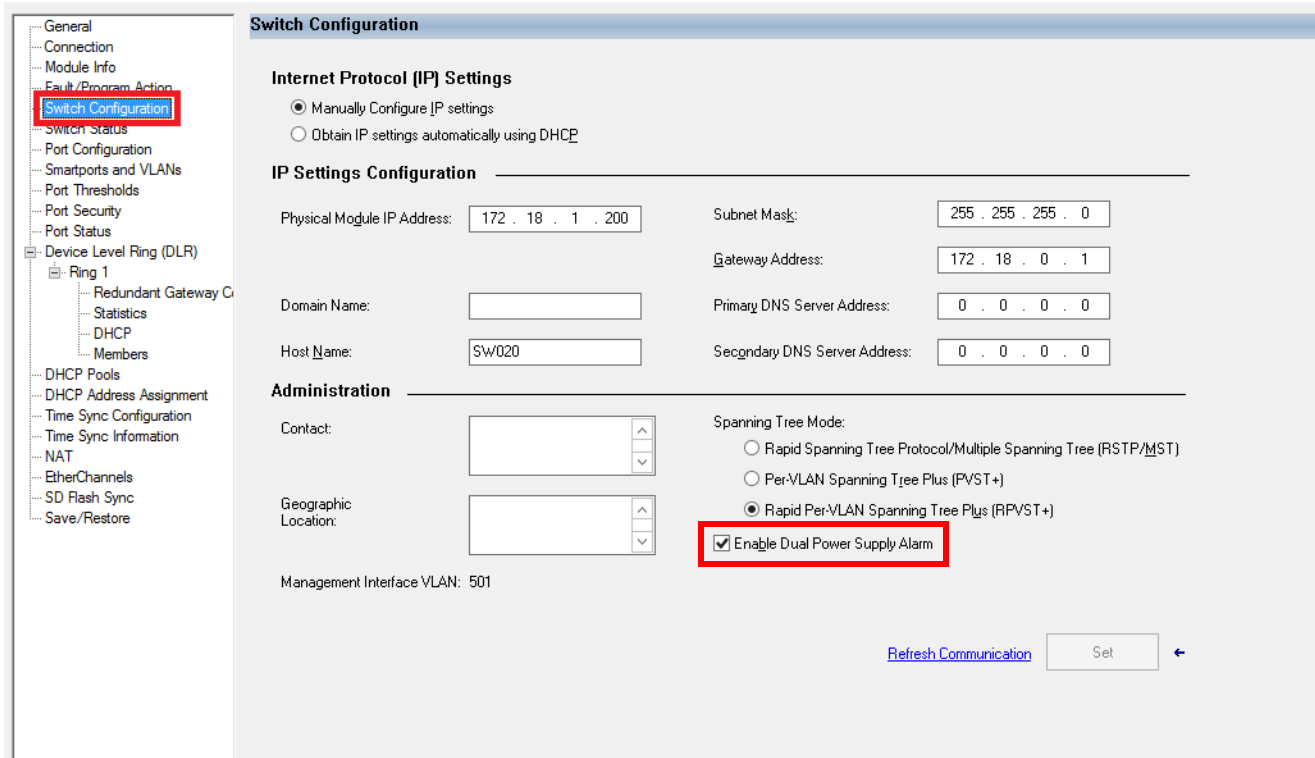 General
Connection
Module Info
Fault/Program Action
Switch Configuration
Switch Status
Port Configuration
Smartports and VLANs
Port Thresholds
Port Security
Port Status
Device Level Ring (DLR)
Ring 1
Redundant Gateway
Statistics
DHCP
Members
DHCP Pools
DHCP Address Assignment
Time Sync Configuration
Time Sync Information
NAT
EtherChannels
SD Flash Sync
Save/Restore
Switch Configuration
Internet Protocol (IP) Settings
Manually Configure IP settings
Obtain IP settings automatically using DHCP
IP Settings Configuration
Physical Module IP Address: 172 . 18 . 1 . 200
Subnet Mask: 255 . 255 . 255 . 0
Gateway Address: 172 . 18 . 0 . 1
Domain Name:
Primary DNS Server Address: 0 . 0 . 0 . 0
Host Name: SW020
Secondary DNS Server Address: 0 . 0 . 0 . 0
Administration
Contact:
Spanning Tree Mode:
Rapid Spanning Tree Protocol/Multiple Spanning Tree (RSTP/MST)
Per-VLAN Spanning Tree Plus (PVST+)
Geographic
Location:
Rapid Per-VLAN Spanning Tree Plus (RPVST+)
Enable Dual Power Supply Alarm
Management Interface VLAN: 501
Refresh Communication
Set